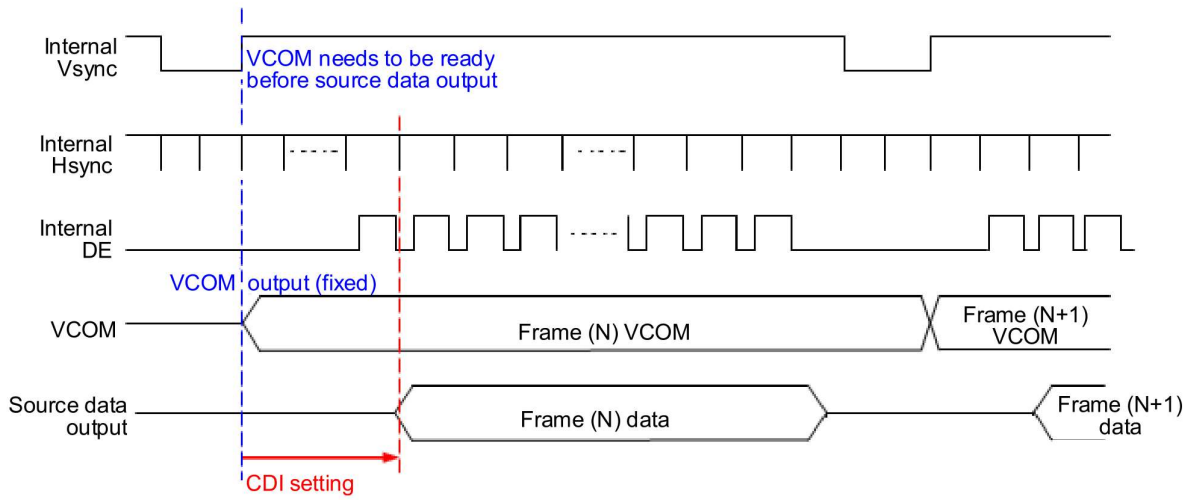 Internal
Vsync
VCOM needs to be ready
before source data output
Internal
Hsync
Internal
DE
VCOM output (fixed)
VCOM
Frame (N) VCOM
Frame (N+1)
VCOM
Source data
output
Frame (N) data
Frame (N+1)
data
CDI setting